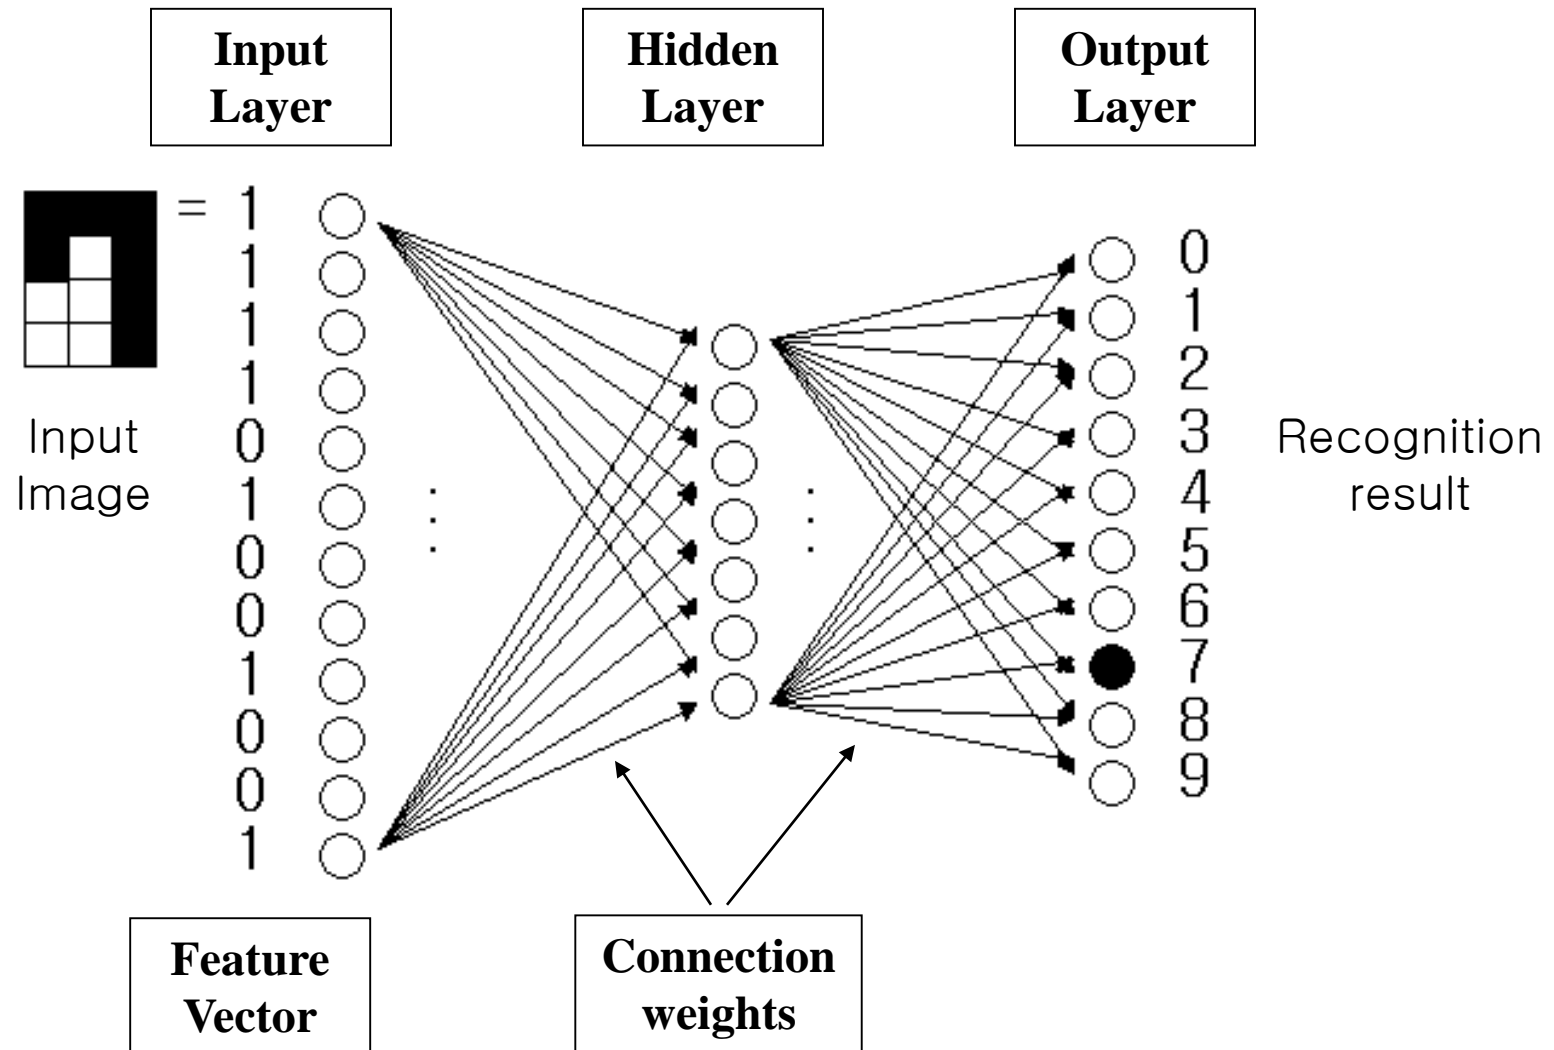 Input
Layer
Hidden
Layer
Output
Layer
= 1
1
1
1
0
1
0
0
1
0
0
1
Input
Image
0
1
2
3
4
5
6
7
8
9
Recognition
result
Feature
Vector
Connection
weights